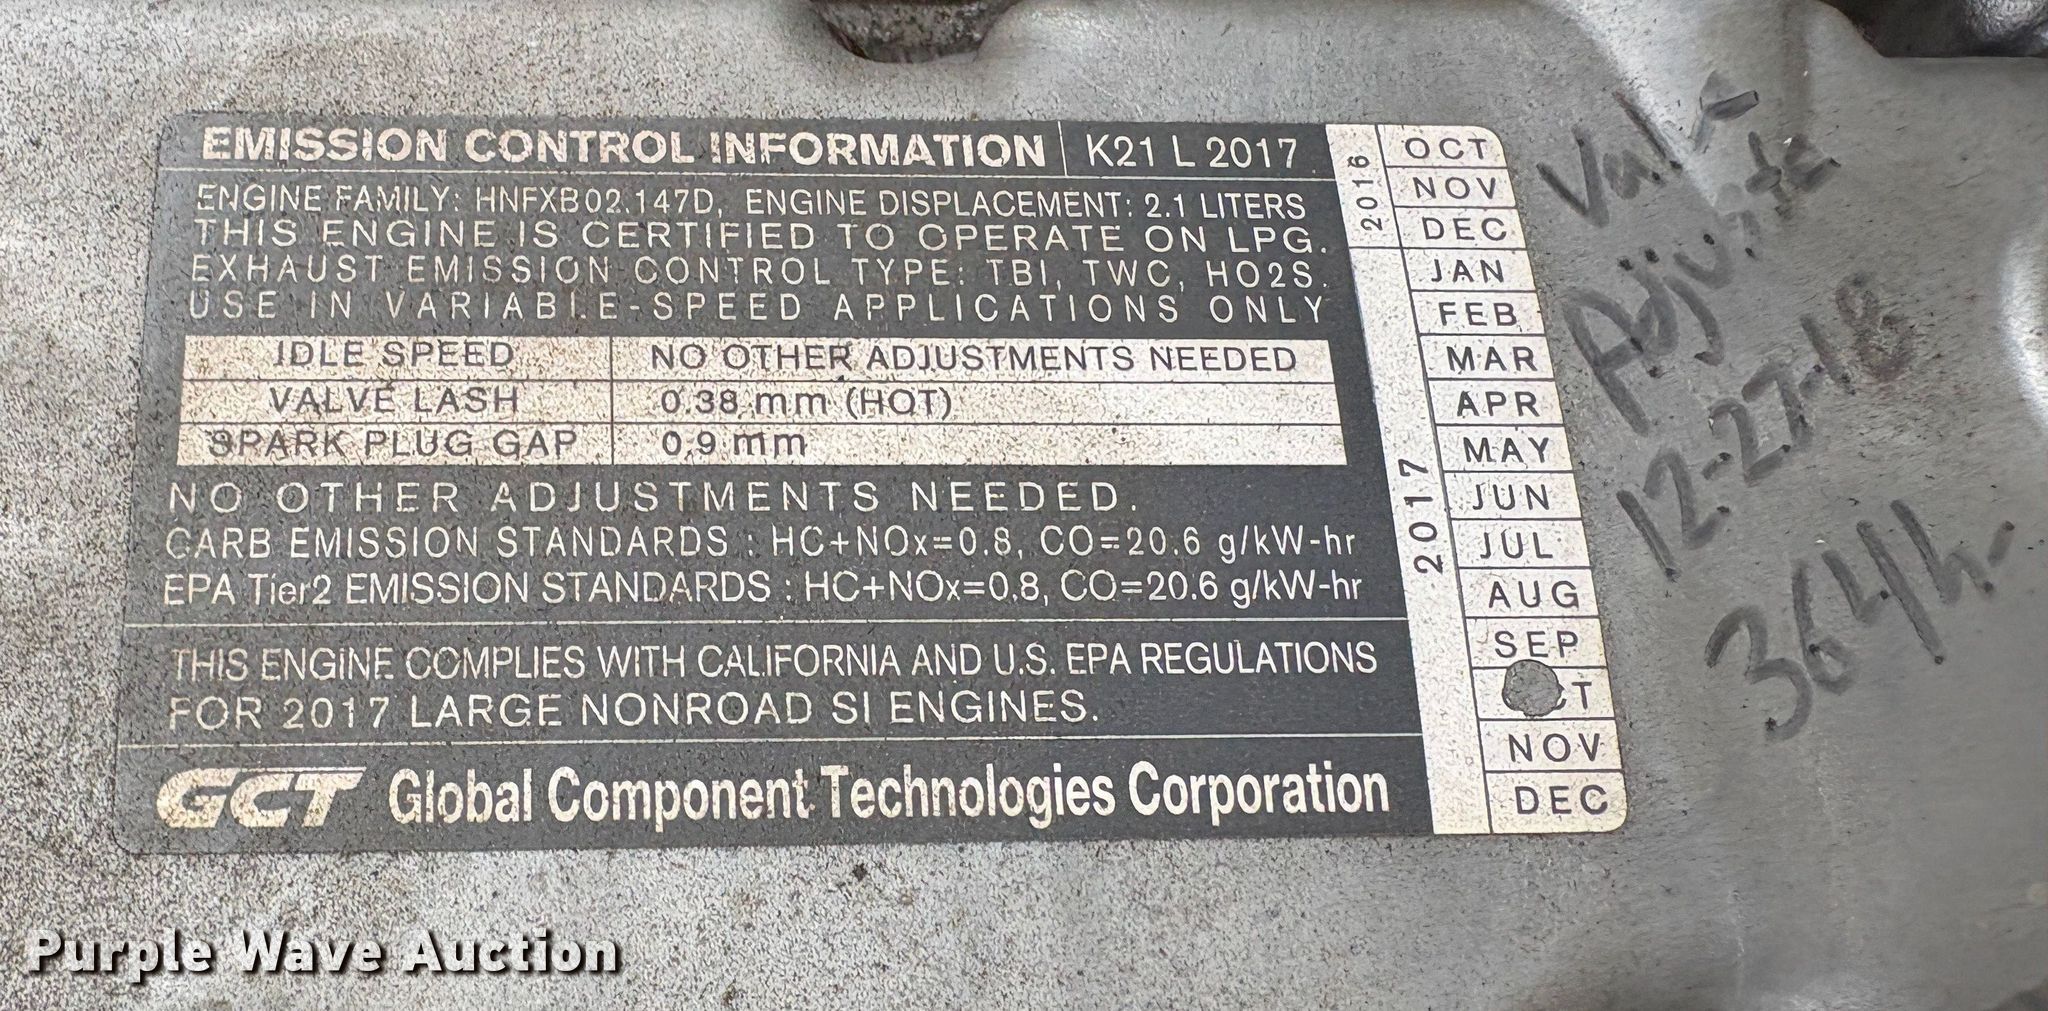 EMISSION CONTROL INFORMATION K21 L 2017
ENGINE FAMILY: HNFXB02.147D, ENGINE DISPLACEMENT: 2.1 LITERS
THIS ENGINE IS CERTIFIED TO OPERATE ON LPG.
EXHAUST EMISSION CONTROL TYPE: TBI, TWC, HO2S.
USE IN VARIABLE-SPEED APPLICATIONS ONLY
IDLE SPEED NO OTHER ADJUSTMENTS NEEDED
VALVE LASH 0.38 mm (HOT)
SPARK PLUG GAP 0.9 mm
NO OTHER ADJUSTMENTS NEEDED.
CARB EMISSION STANDARDS : HC+NOx=0.8, CO=20.6 g/kW-hr
EPA Tier2 EMISSION STANDARDS : HC+NOx=0.8, CO=20.6 g/kW-hr
THIS ENGINE COMPLIES WITH CALIFORNIA AND U.S. EPA REGULATIONS
FOR 2017 LARGE NONROAD SI ENGINES.
GCT Global Component Technologies Corporation
2016
OCT
NOV
DEC
2017
JAN
FEB
MAR
APR
MAY
JUN
JUL
AUG
SEP
CT
NOV
DEC
12-27-18
364 h.
Purple Wave Auction